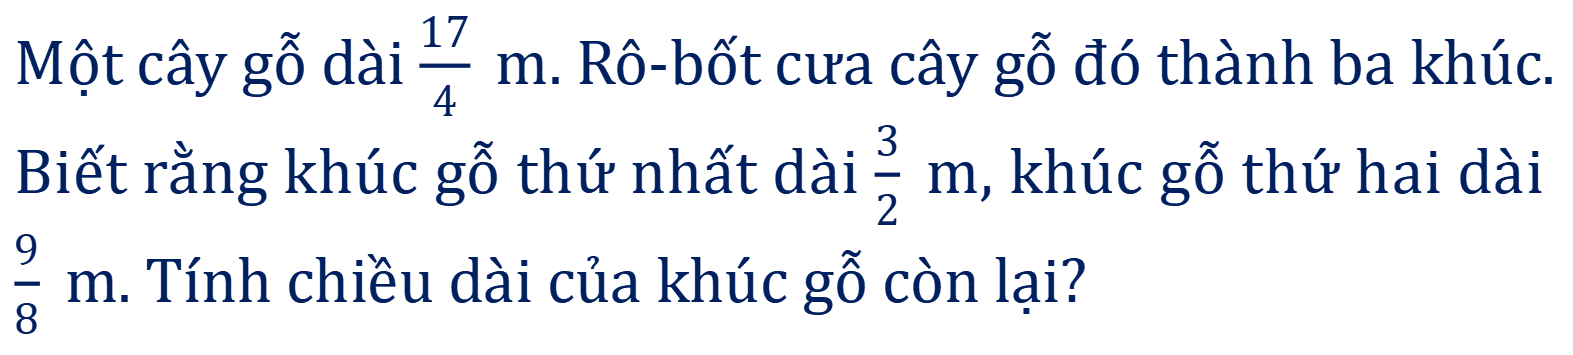 Một cây gỗ dài 17/4 m. Rô-bốt cưa cây gỗ đó thành ba khúc.
Biết rằng khúc gỗ thứ nhất dài 3/2 m, khúc gỗ thứ hai dài
9/8 m. Tính chiều dài của khúc gỗ còn lại?